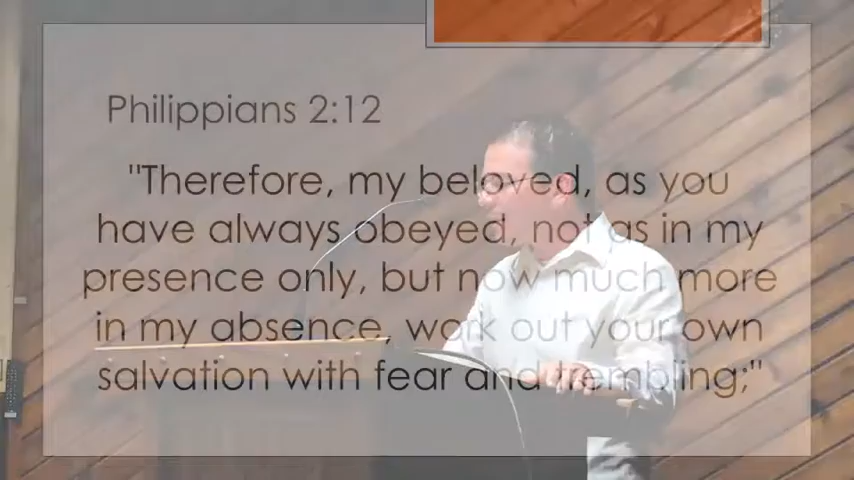 Philippians 2:12
"Therefore, my beloved, as you
have always obeyed, not as in my
presence only, but now much more
in my absence, work out your own
salvation with fear and trembling;"